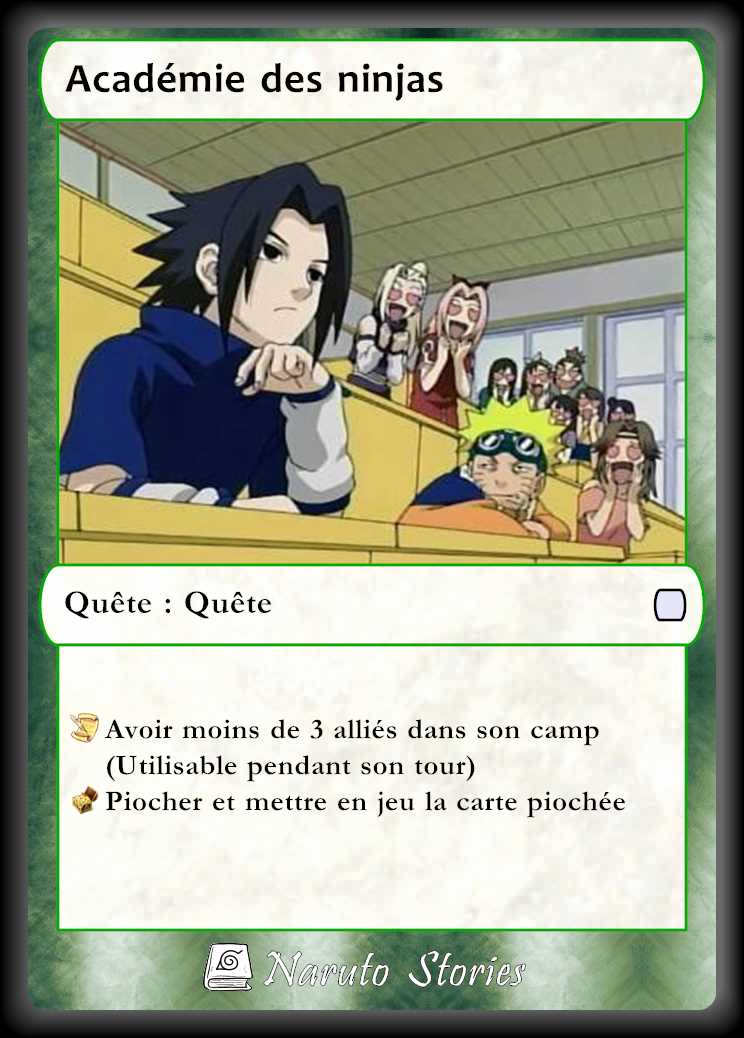 Académie des ninjas
Quête : Quête
Avoir moins de 3 alliés dans son camp
(Utilisable pendant son tour)
Piocher et mettre en jeu la carte piochée
Naruto Stories